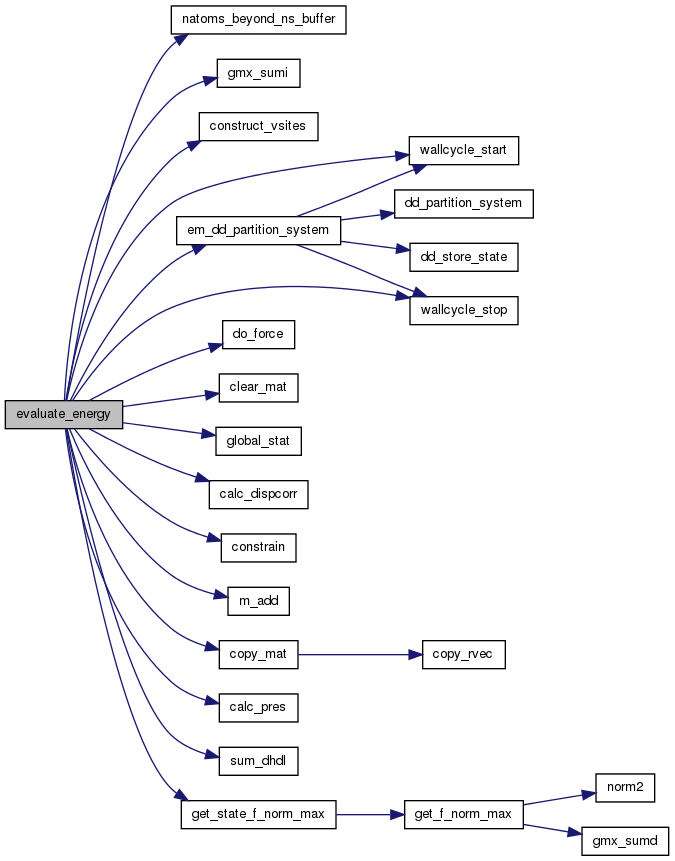 natoms_beyond_ns_buffer
gmx_sumi
construct_vsites
wallcycle_start
dd_partition_system
em_dd_partition_system
dd_store_state
wallcycle_stop
do_force
clear_mat
evaluate_energy
global_stat
calc_dispcorr
constrain
m_add
copy_mat
copy_rvec
calc_pres
sum_dhdl
norm2
get_state_f_norm_max
get_f_norm_max
gmx_sumd